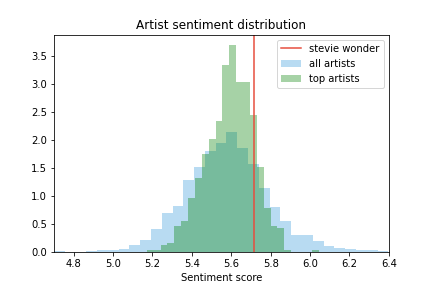 Artist sentiment distribution
stevie wonder
all artists
top artists
3.5
3.0
2.5
2.0
1.5
1.0
0.5
0.0
4.8 5.0 5.2 5.4 5.6 5.8 6.0 6.2 6.4
Sentiment score